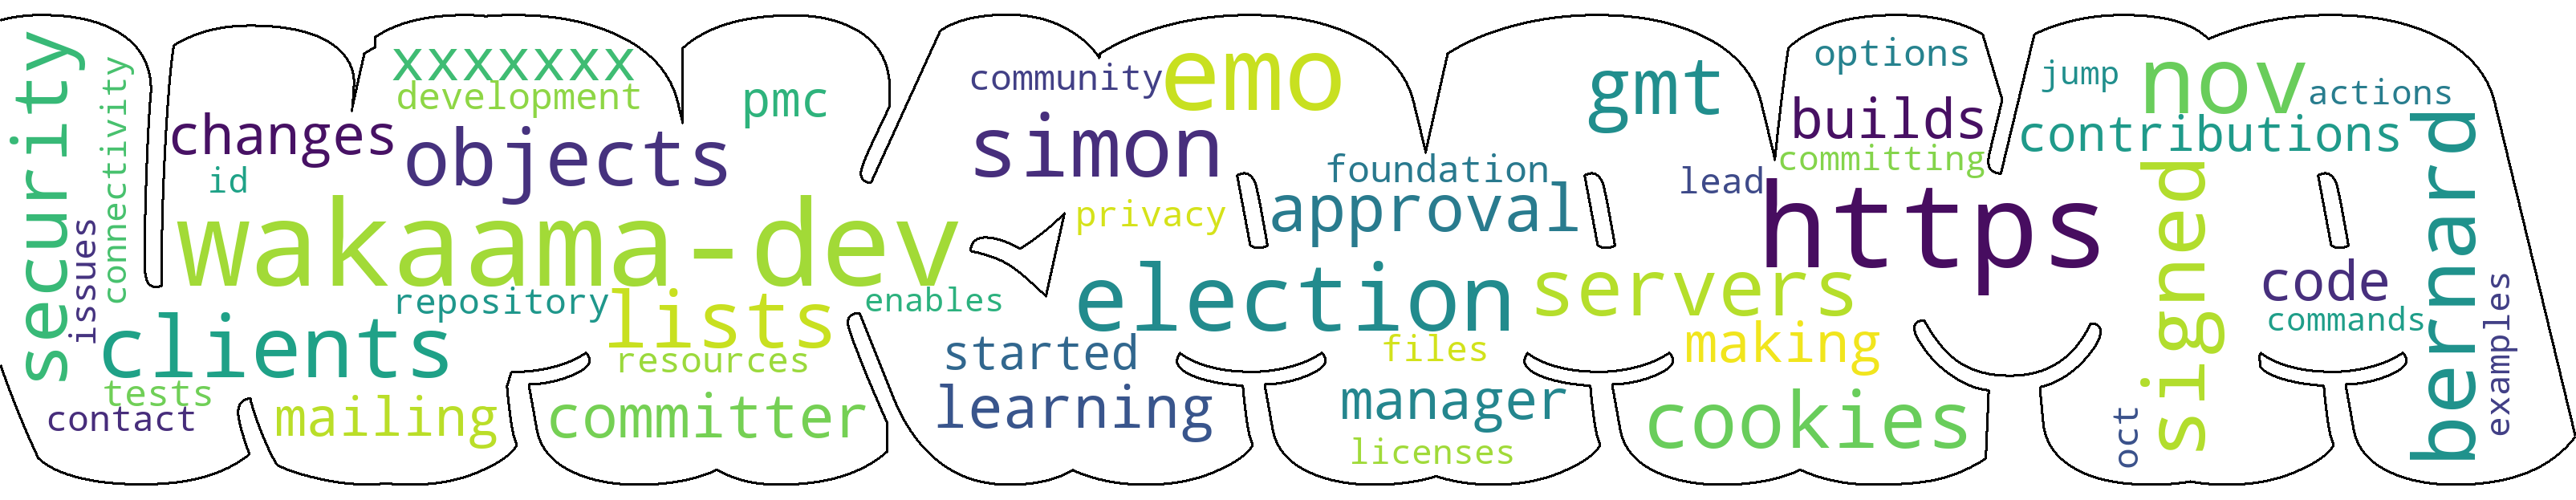 security
connectivity
issues
changes
id
xxxxxxx
development
objects
pmc
wakaama-dev
clients
repository
lists
resources
enables
tests
contact
mailing
committer
community
emo
simon
foundation
approval
privacy
election
started
learning
files
manager
licenses
gmt
lead
options
builds
committing
https
servers
making
cookies
jump
nov
actions
contributions
signed
oct
bernard
code
commands
examples